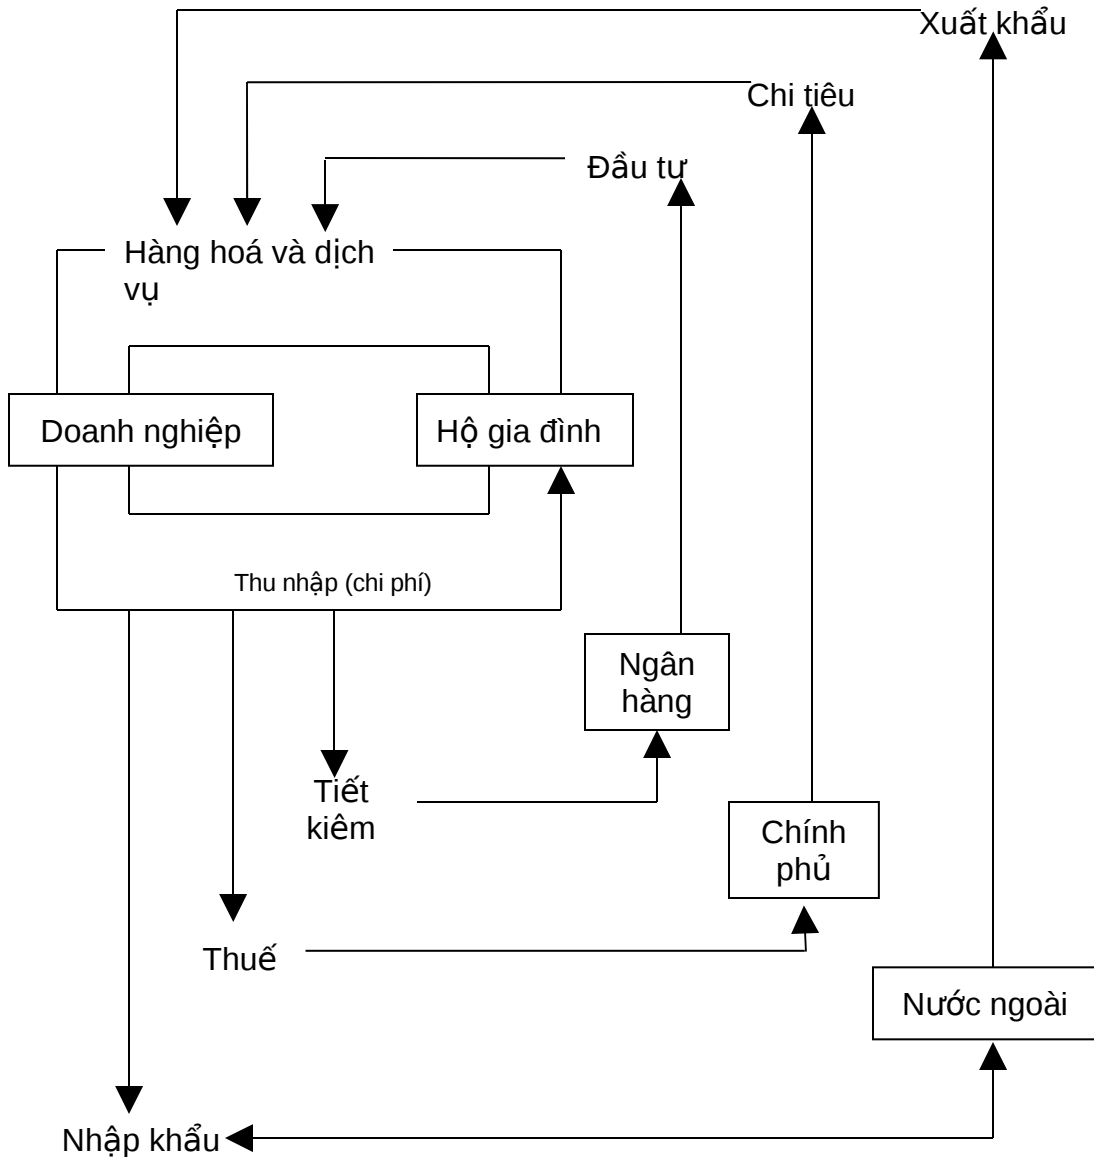 Xuất khẩu
Chi tiêu
Đầu tư
Hàng hoá và dịch
vụ
Doanh nghiệp
Hộ gia đình
Thu nhập (chi phí)
Ngân
hàng
Tiết
kiêm
Chính
phủ
Thuế
Nước ngoài
Nhập khẩu